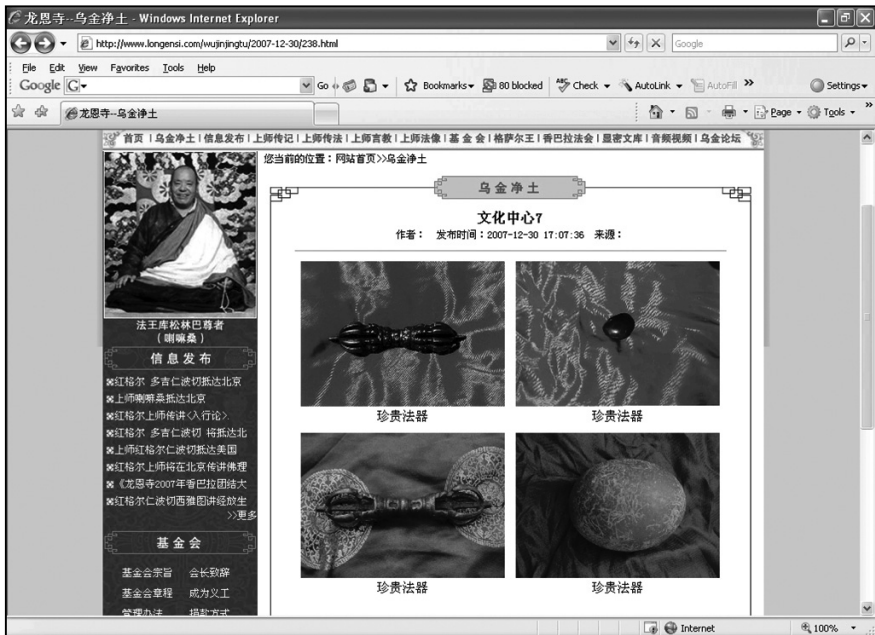 龙恩寺--乌金净土 - Windows Internet Explorer
http://www.longensi.com/wujinjingtu/2007-12-30/238.html
Google
File Edit View Favorites Tools Help
Google G Go Bookmarks 80 blocked Check AutoLink AutoFill Settings
龙恩寺--乌金净土
Page Tools
首页 | 乌金净土 | 信息发布 | 上师传记 | 上师传法 | 上师言教 | 上师法像 | 基 金 会 | 格萨尔王 | 香巴拉法会 | 显密文库 | 音频视频 | 乌金论坛
您当前的位置：网站首页>>乌金净土
乌金净土
文化中心7
作者： 发布时间：2007-12-30 17:07:36 来源：
法王库松林巴尊者
（喇嘛桑）
信息发布
红格尔 多吉仁波切抵达北京
上师喇嘛桑抵达北京
红格尔上师传讲<入行论>
红格尔 多吉仁波切 将抵达北
上师红格尔仁波切抵达美国
红格尔上师将在北京传讲佛理
《龙恩寺2007年香巴拉团结大
红格尔仁波切西雅图讲经放生
>>更多
基金会
基金会宗旨 会长致辞
基金会章程 成为义工
管理办法 捐款方式
珍贵法器
珍贵法器
珍贵法器
珍贵法器
Internet
100%